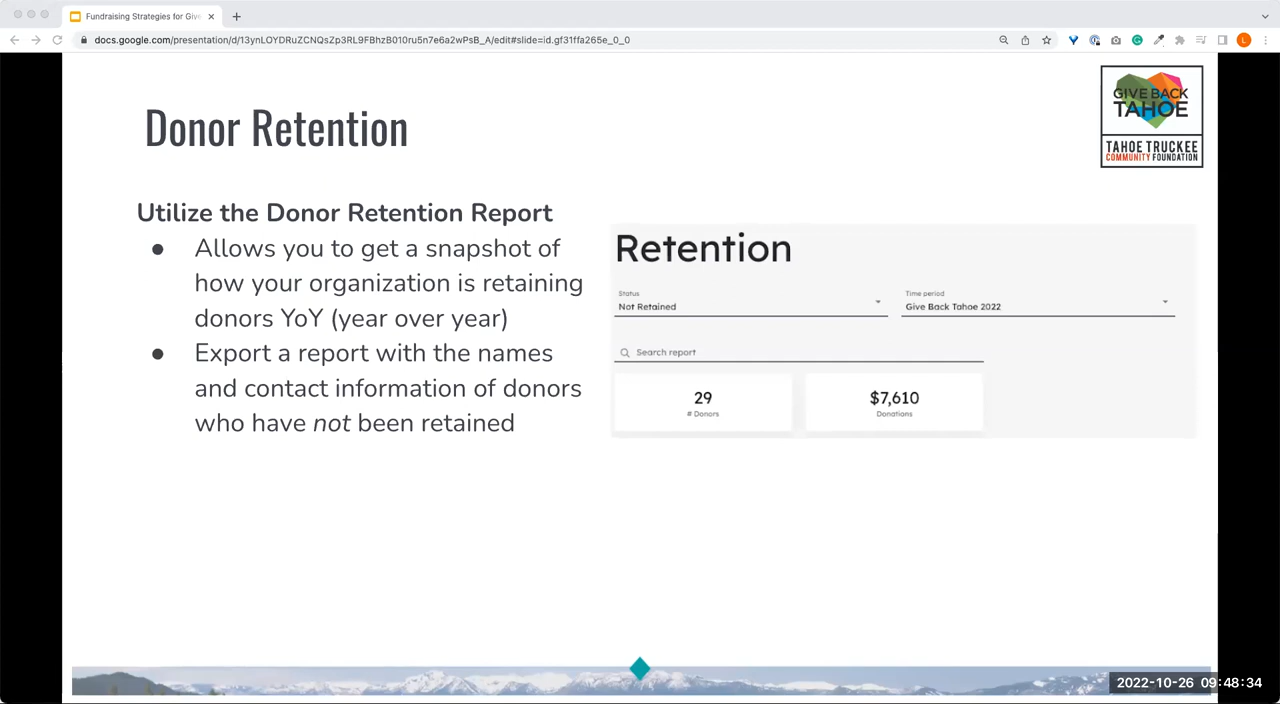 Fundraising Strategies for Give
docs.google.com/presentation/d/13ynLOYDRuZCNQsZp3RL9FBhzB010ru5n7e6a2wPsB_A/edit#slide=id.gf31ffa265e_0_0
L
GIVE BACK
TAHOE
TAHOE TRUCKEE
COMMUNITY FOUNDATION
Donor Retention
Utilize the Donor Retention Report
● Allows you to get a snapshot of
how your organization is retaining
donors YoY (year over year)
● Export a report with the names
and contact information of donors
who have not been retained
Retention
Status
Not Retained
Time period
Give Back Tahoe 2022
Search report
29
# Donors
$7,610
Donations
2022-10-26 09:48:34